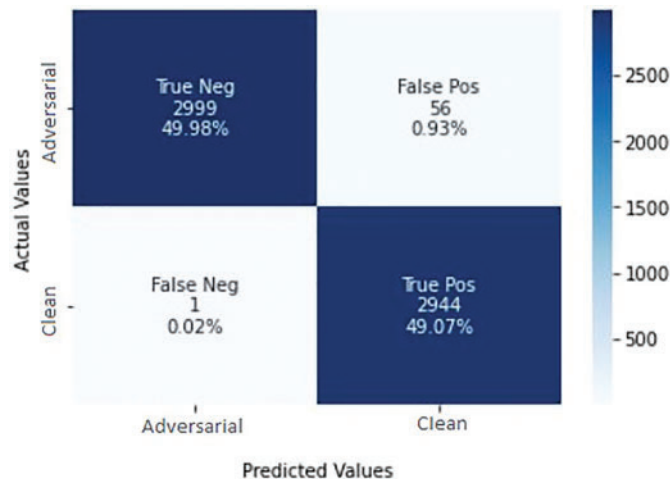 Actual Values
Adversarial
True Neg
2999
49.98%
False Pos
56
0.93%
Clean
False Neg
1
0.02%
True Pos
2944
49.07%
Adversarial
Clean
Predicted Values
2500
2000
1500
1000
500